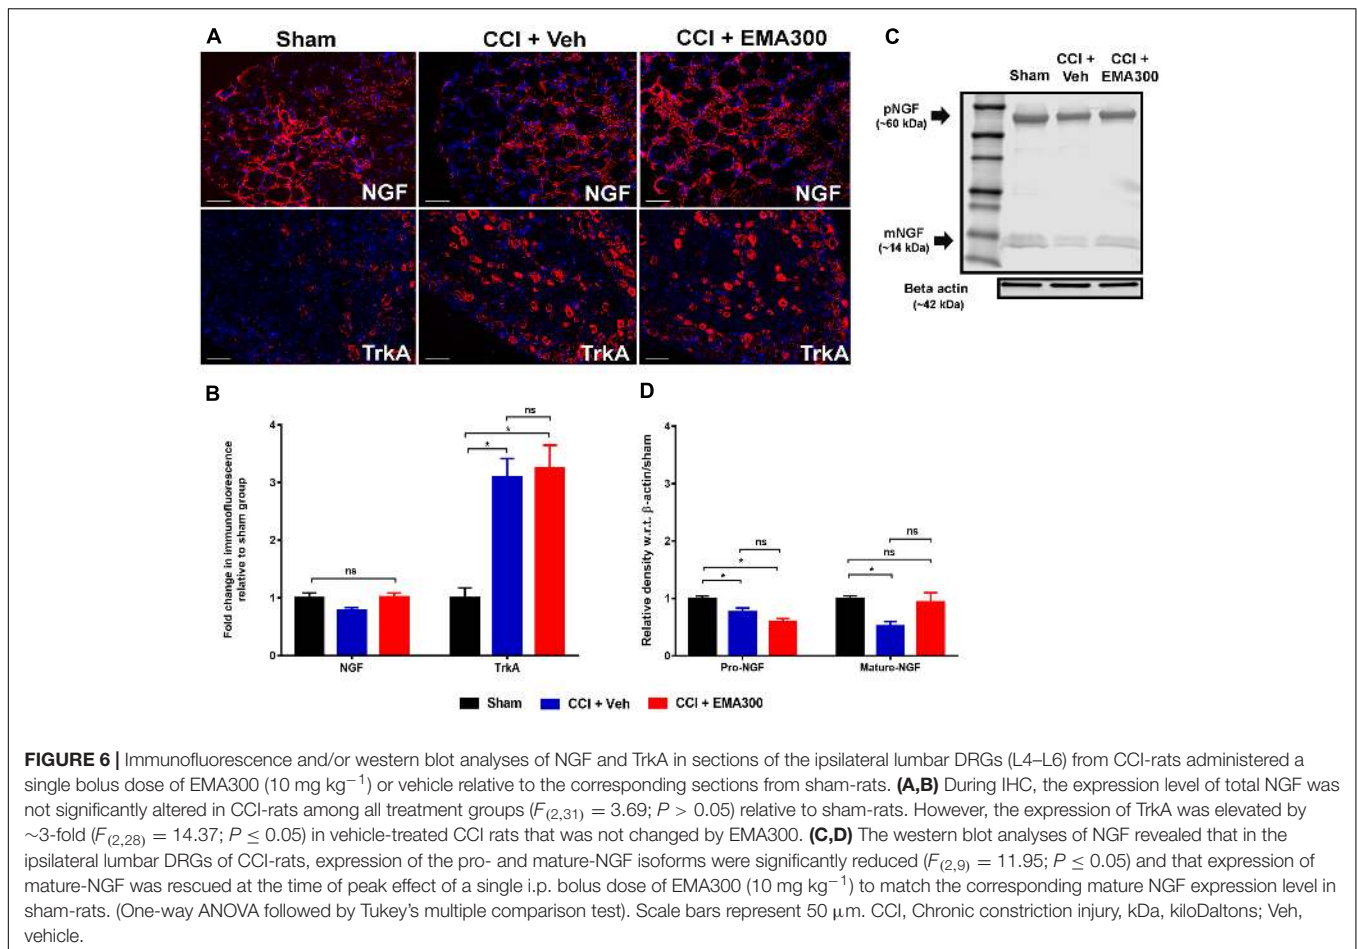 A
Sham
CCI + Veh
CCI + EMA300
NGF
NGF
NGF
TrkA
TrkA
TrkA
C
Sham
CCI +
Veh
CCI +
EMA300
pNGF
(~60 kDa)
mNGF
(~14 kDa)
Beta actin
(~42 kDa)
B
Fold change in immunofluorescence
relative to sham group
4
3
2
1
0
ns
*
*
ns
NGF
TrkA
D
Relative density w.r.t. β-actin/sham
4
3
2
1
0
*
*
ns
*
ns
ns
Pro-NGF
Mature-NGF
Sham
CCI + Veh
CCI + EMA300
FIGURE 6 | Immunofluorescence and/or western blot analyses of NGF and TrkA in sections of the ipsilateral lumbar DRGs (L4–L6) from CCI-rats administered a
single bolus dose of EMA300 (10 mg kg⁻¹) or vehicle relative to the corresponding sections from sham-rats. (A,B) During IHC, the expression level of total NGF was
not significantly altered in CCI-rats among all treatment groups (F(2,31) = 3.69; P > 0.05) relative to sham-rats. However, the expression of TrkA was elevated by
~3-fold (F(2,28) = 14.37; P ≤ 0.05) in vehicle-treated CCI rats that was not changed by EMA300. (C,D) The western blot analyses of NGF revealed that in the
ipsilateral lumbar DRGs of CCI-rats, expression of the pro- and mature-NGF isoforms were significantly reduced (F(2,9) = 11.95; P ≤ 0.05) and that expression of
mature-NGF was rescued at the time of peak effect of a single i.p. bolus dose of EMA300 (10 mg kg⁻¹) to match the corresponding mature NGF expression level in
sham-rats. (One-way ANOVA followed by Tukey's multiple comparison test). Scale bars represent 50 μm. CCI, Chronic constriction injury, kDa, kiloDaltons; Veh,
vehicle.